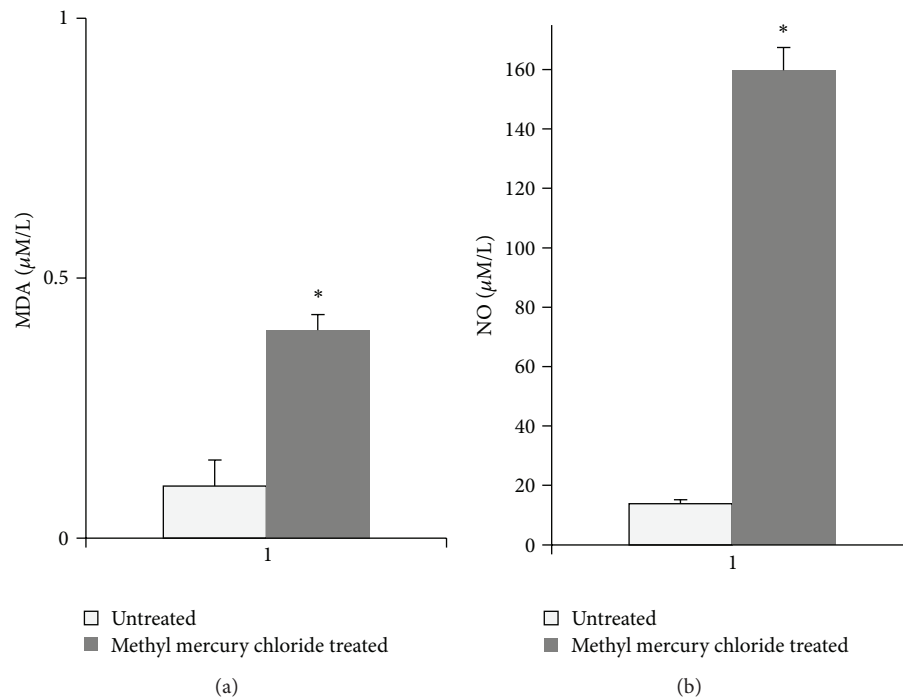 1
0.5
0
MDA (µM/L)
*
1
Untreated
Methyl mercury chloride treated
(a)
160
140
120
160
100
80
60
40
20
0
NO (µM/L)
*
1
Untreated
Methyl mercury chloride treated
(b)